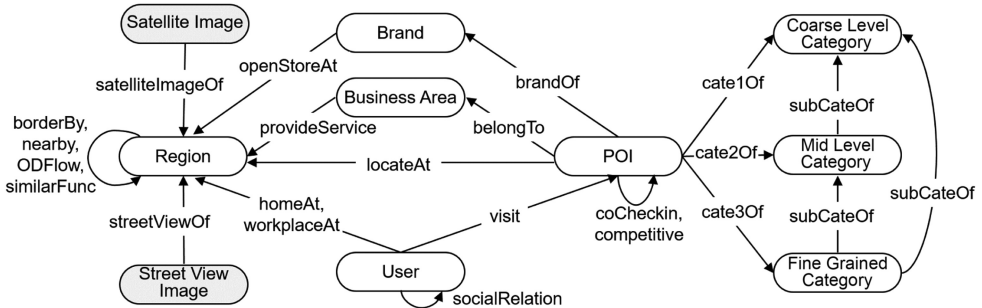 Satellite Image
Brand
Coarse Level
Category
openStoreAt
satelliteImageOf
brandOf
cate1Of
Business Area
subCateOf
borderBy,
nearby,
ODFlow,
similarFunc
provideService
belongTo
Region
locateAt
POI
cate2Of
Mid Level
Category
subCateOf
homeAt,
workplaceAt
streetViewOf
visit
coCheckin,
competitive
cate3Of
subCateOf
Street View
Image
User
Fine Grained
Category
socialRelation